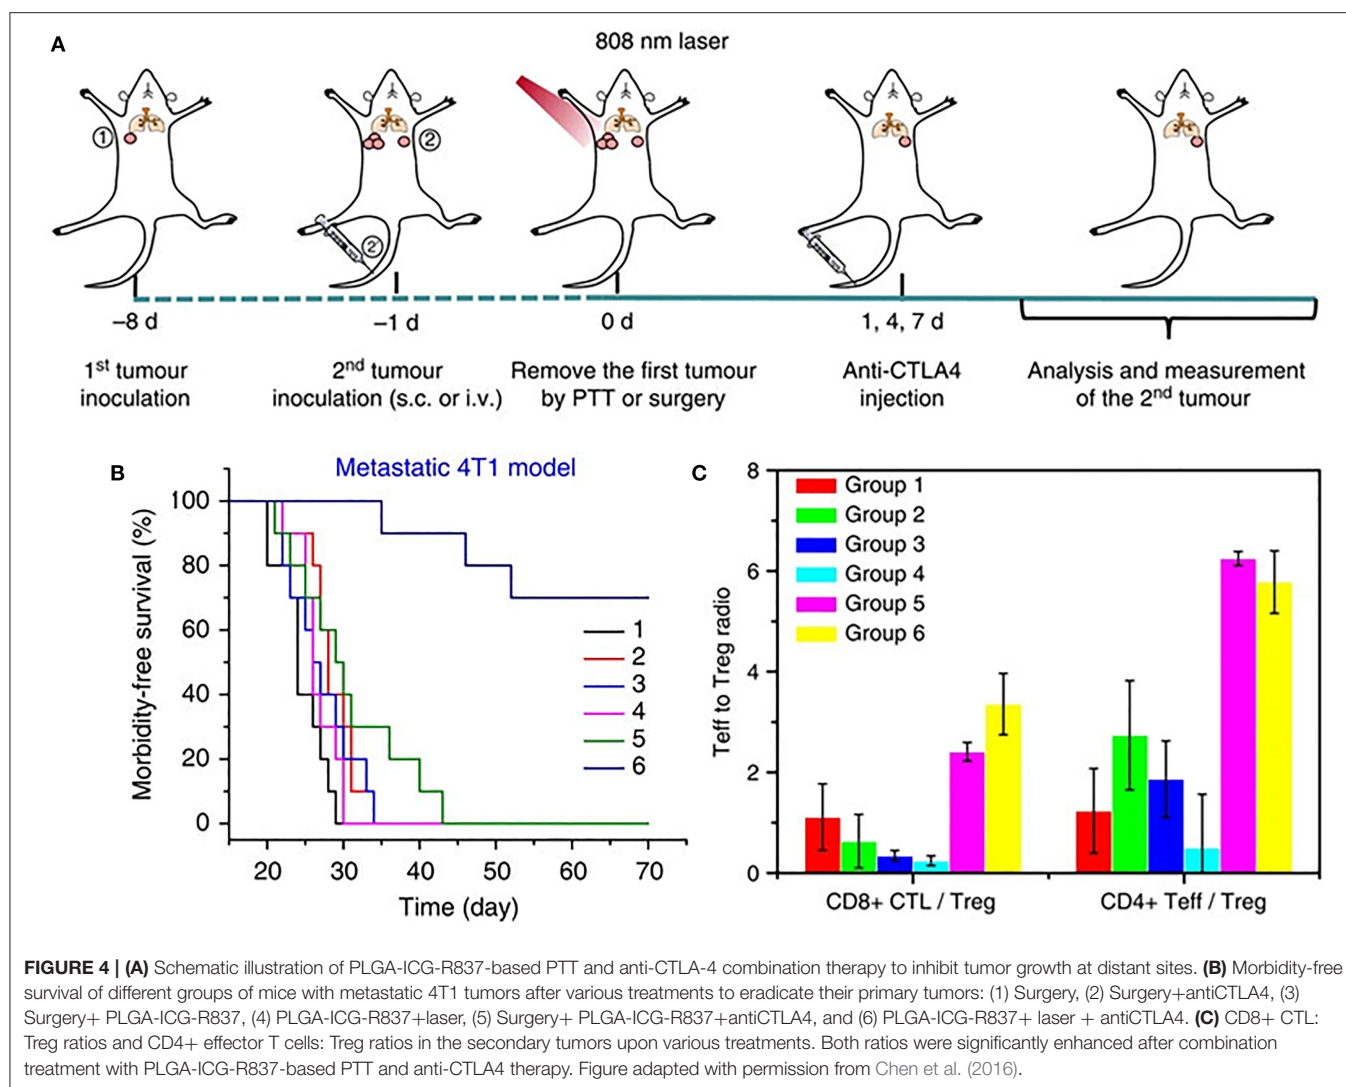 A
808 nm laser
1
2
2'
–8 d
–1 d
0 d
1, 4, 7 d
1st tumour
inoculation
2nd tumour
inoculation (s.c. or i.v.)
Remove the first tumour
by PTT or surgery
Anti-CTLA4
injection
Analysis and measurement
of the 2nd tumour
B
Metastatic 4T1 model
Morbidity-free survival (%)
100
80
60
40
20
0
1
2
3
4
5
6
20 30 40 50 60 70
Time (day)
C
Teff to Treg radio
8
6
4
2
0
Group 1
Group 2
Group 3
Group 4
Group 5
Group 6
CD8+ CTL / Treg
CD4+ Teff / Treg
FIGURE 4 | (A) Schematic illustration of PLGA-ICG-R837-based PTT and anti-CTLA-4 combination therapy to inhibit tumor growth at distant sites. (B) Morbidity-free
survival of different groups of mice with metastatic 4T1 tumors after various treatments to eradicate their primary tumors: (1) Surgery, (2) Surgery+antiCTLA4, (3)
Surgery+ PLGA-ICG-R837, (4) PLGA-ICG-R837+laser, (5) Surgery+ PLGA-ICG-R837+antiCTLA4, and (6) PLGA-ICG-R837+ laser + antiCTLA4. (C) CD8+ CTL:
Treg ratios and CD4+ effector T cells: Treg ratios in the secondary tumors upon various treatments. Both ratios were significantly enhanced after combination
treatment with PLGA-ICG-R837-based PTT and anti-CTLA4 therapy. Figure adapted with permission from Chen et al. (2016).